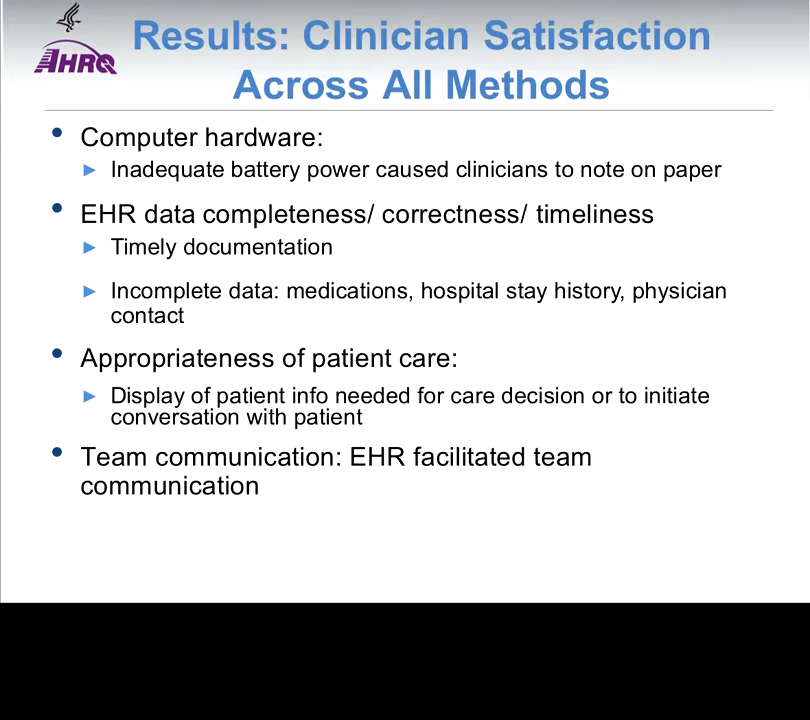 AHRQ
Results: Clinician Satisfaction
Across All Methods
• Computer hardware:
► Inadequate battery power caused clinicians to note on paper
• EHR data completeness/ correctness/ timeliness
► Timely documentation
► Incomplete data: medications, hospital stay history, physician
contact
• Appropriateness of patient care:
► Display of patient info needed for care decision or to initiate
conversation with patient
• Team communication: EHR facilitated team
communication